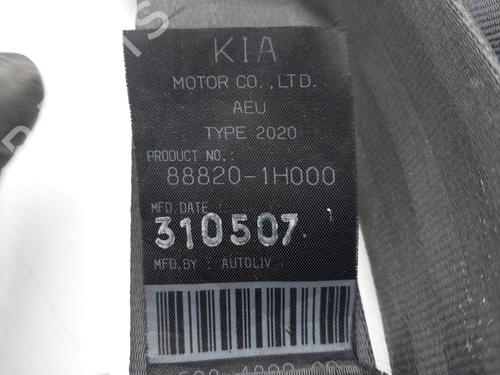 KIA
MOTOR CO.,LTD.
AEU
TYPE 2020
PRODUCT NO.:
88820-1H000
MFD.DATE :
310507
MFD.BY : AUTOLIV